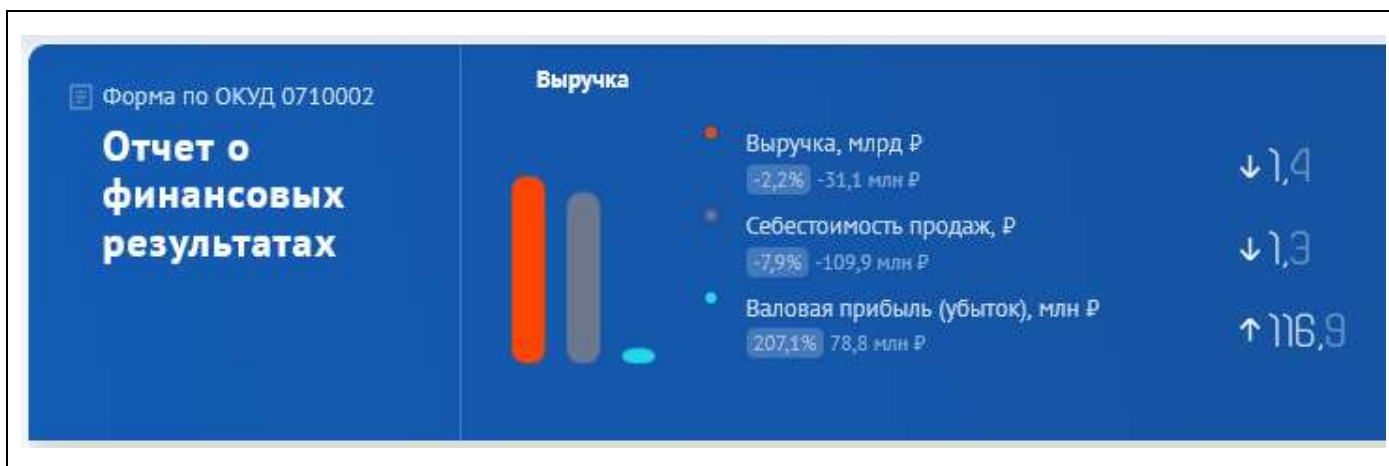 Форма по ОКУД 0710002
Отчет о
финансовых
результатах
Выручка
Выручка, млрд ₽
-2,2% -31,1 млн ₽
↓ 1,4
Себестоимость продаж, ₽
-7,9% -109,9 млн ₽
↓ 1,3
Валовая прибыль (убыток), млн ₽
207,1% 78,8 млн ₽
↑ 116,9